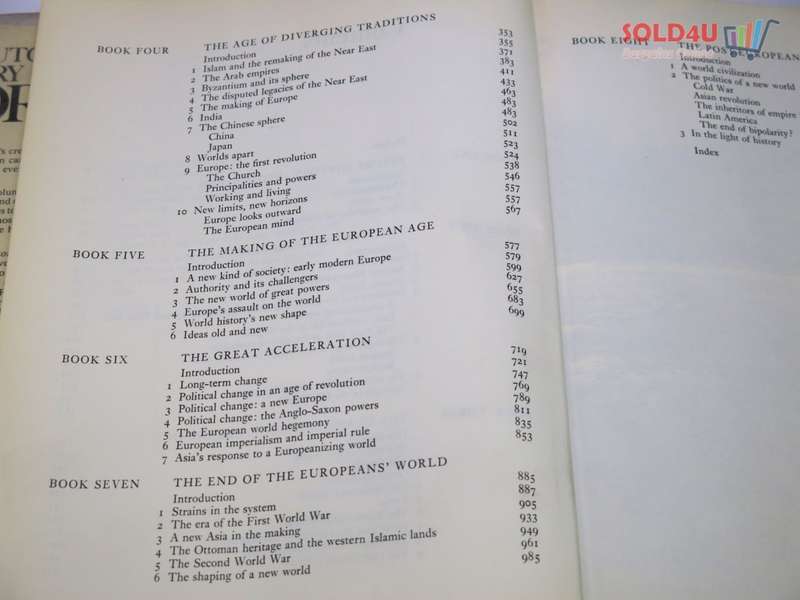 SOLD4U
BOOK FOUR THE AGE OF DIVERGING TRADITIONS
Introduction 353
1 Islam and the remaking of the Near East 355
2 The Arab empires 371
3 Byzantium and its sphere 383
4 The disputed legacies of the Near East 411
5 The making of Europe 433
6 India 463
7 The Chinese sphere 483
China 483
Japan 502
8 Worlds apart 511
9 Europe: the first revolution 523
The Church 524
Principalities and powers 538
Working and living 546
10 New limits, new horizons 557
Europe looks outward 557
The European mind 567
BOOK FIVE THE MAKING OF THE EUROPEAN AGE
Introduction 577
1 A new kind of society: early modern Europe 579
2 Authority and its challengers 599
3 The new world of great powers 627
4 Europe's assault on the world 655
5 World history's new shape 683
6 Ideas old and new 699
BOOK SIX THE GREAT ACCELERATION
Introduction 719
1 Long-term change 721
2 Political change in an age of revolution 747
3 Political change: a new Europe 769
4 Political change: the Anglo-Saxon powers 789
5 The European world hegemony 811
6 European imperialism and imperial rule 835
7 Asia's response to a Europeanizing world 853
BOOK SEVEN THE END OF THE EUROPEANS' WORLD
Introduction 885
1 Strains in the system 887
2 The era of the First World War 905
3 A new Asia in the making 933
4 The Ottoman heritage and the western Islamic lands 949
5 The Second World War 961
6 The shaping of a new world 985
BOOK EIGHT THE POST EUROPEAN
Introduction
1 A world civilization
2 The politics of a new world
Cold War
Asian revolution
The inheritors of empire
Latin America
The end of bipolarity?
3 In the light of history
Index